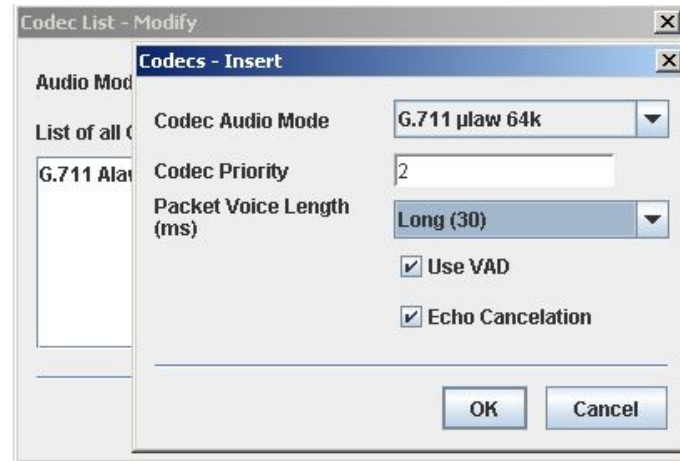 Codec List - Modify
Codecs - Insert
Audio Mod
List of all
G.711 Alaw
Codec Audio Mode
G.711 µlaw 64k
Codec Priority
2
Packet Voice Length
(ms)
Long (30)
Use VAD
Echo Cancelation
OK
Cancel